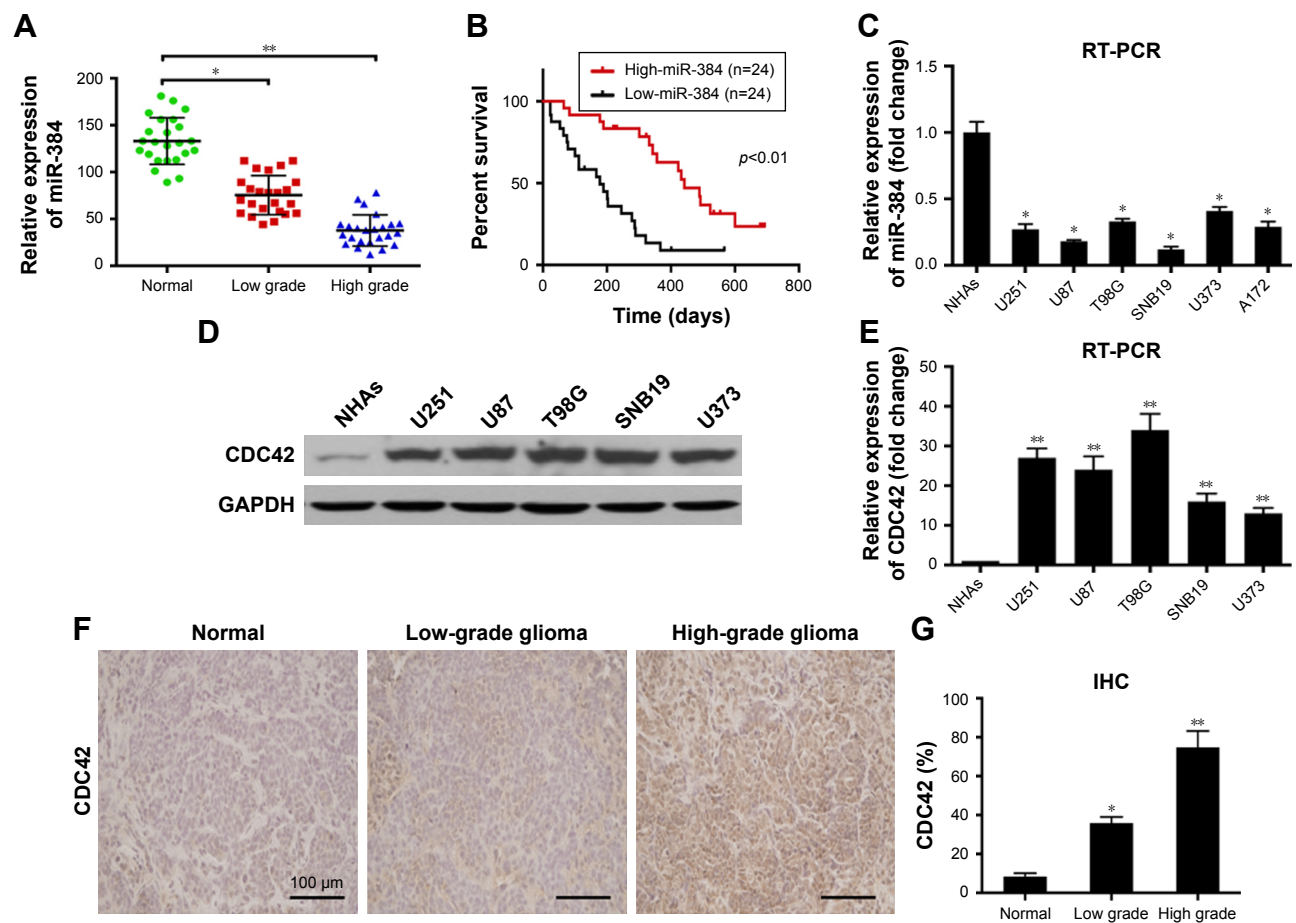 A
Relative expression
of miR-384
200
150
100
50
0
**
*
Normal
Low grade
High grade
B
Percent survival
100
50
0
High-miR-384 (n=24)
Low-miR-384 (n=24)
p<0.01
0
200
400
600
800
Time (days)
C
RT-PCR
Relative expression
of miR-384 (fold change)
1.5
1.0
0.5
0.0
*
*
*
*
*
*
NHAs
U251
U87
T98G
SNB19
U373
A172
D
NHAs
U251
U87
T98G
SNB19
U373
CDC42
GAPDH
E
RT-PCR
Relative expression
of CDC42 (fold change)
50
40
30
20
10
0
**
**
**
**
**
NHAs
U251
U87
T98G
SNB19
U373
F
Normal
Low-grade glioma
High-grade glioma
CDC42
100 µm
G
IHC
CDC42 (%)
100
80
60
40
20
0
*
**
Normal
Low grade
High grade